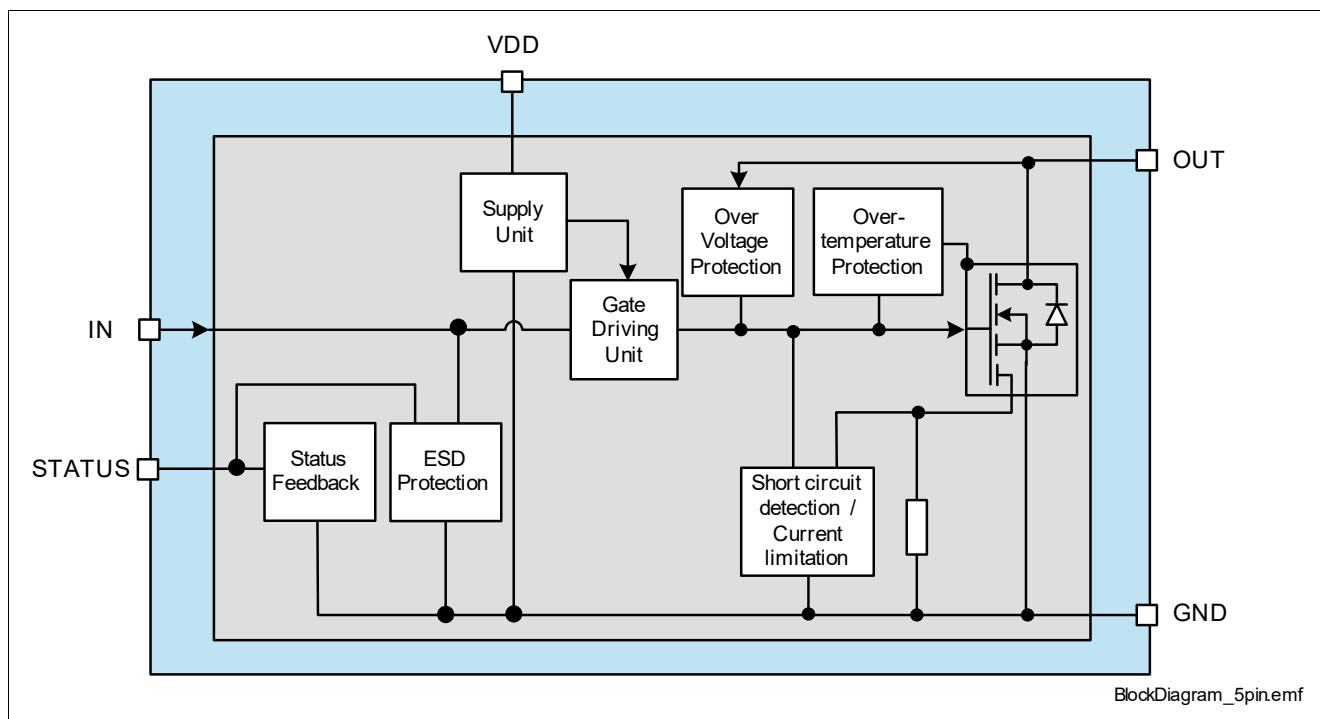 VDD
OUT
Supply
Unit
Over
Voltage
Protection
Over-
temperature
Protection
Gate
Driving
Unit
IN
STATUS
Status
Feedback
ESD
Protection
Short circuit
detection /
Current
limitation
GND
BlockDiagram_5pin.emf